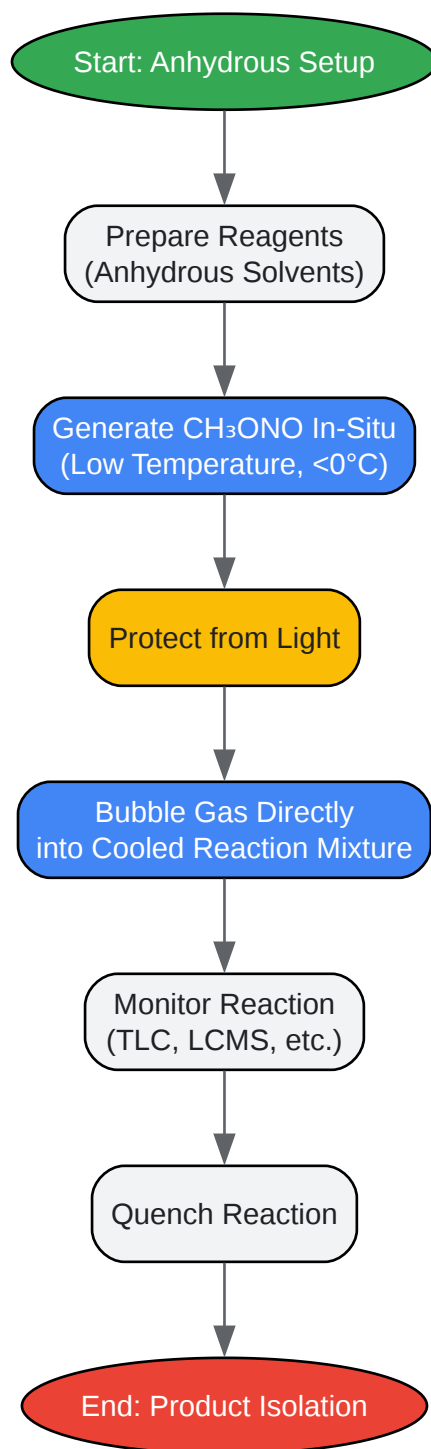 Start: Anhydrous Setup
Prepare Reagents
(Anhydrous Solvents)
Generate CH₃ONO In-Situ
(Low Temperature, <0°C)
Protect from Light
Bubble Gas Directly
into Cooled Reaction Mixture
Monitor Reaction
(TLC, LCMS, etc.)
Quench Reaction
End: Product Isolation